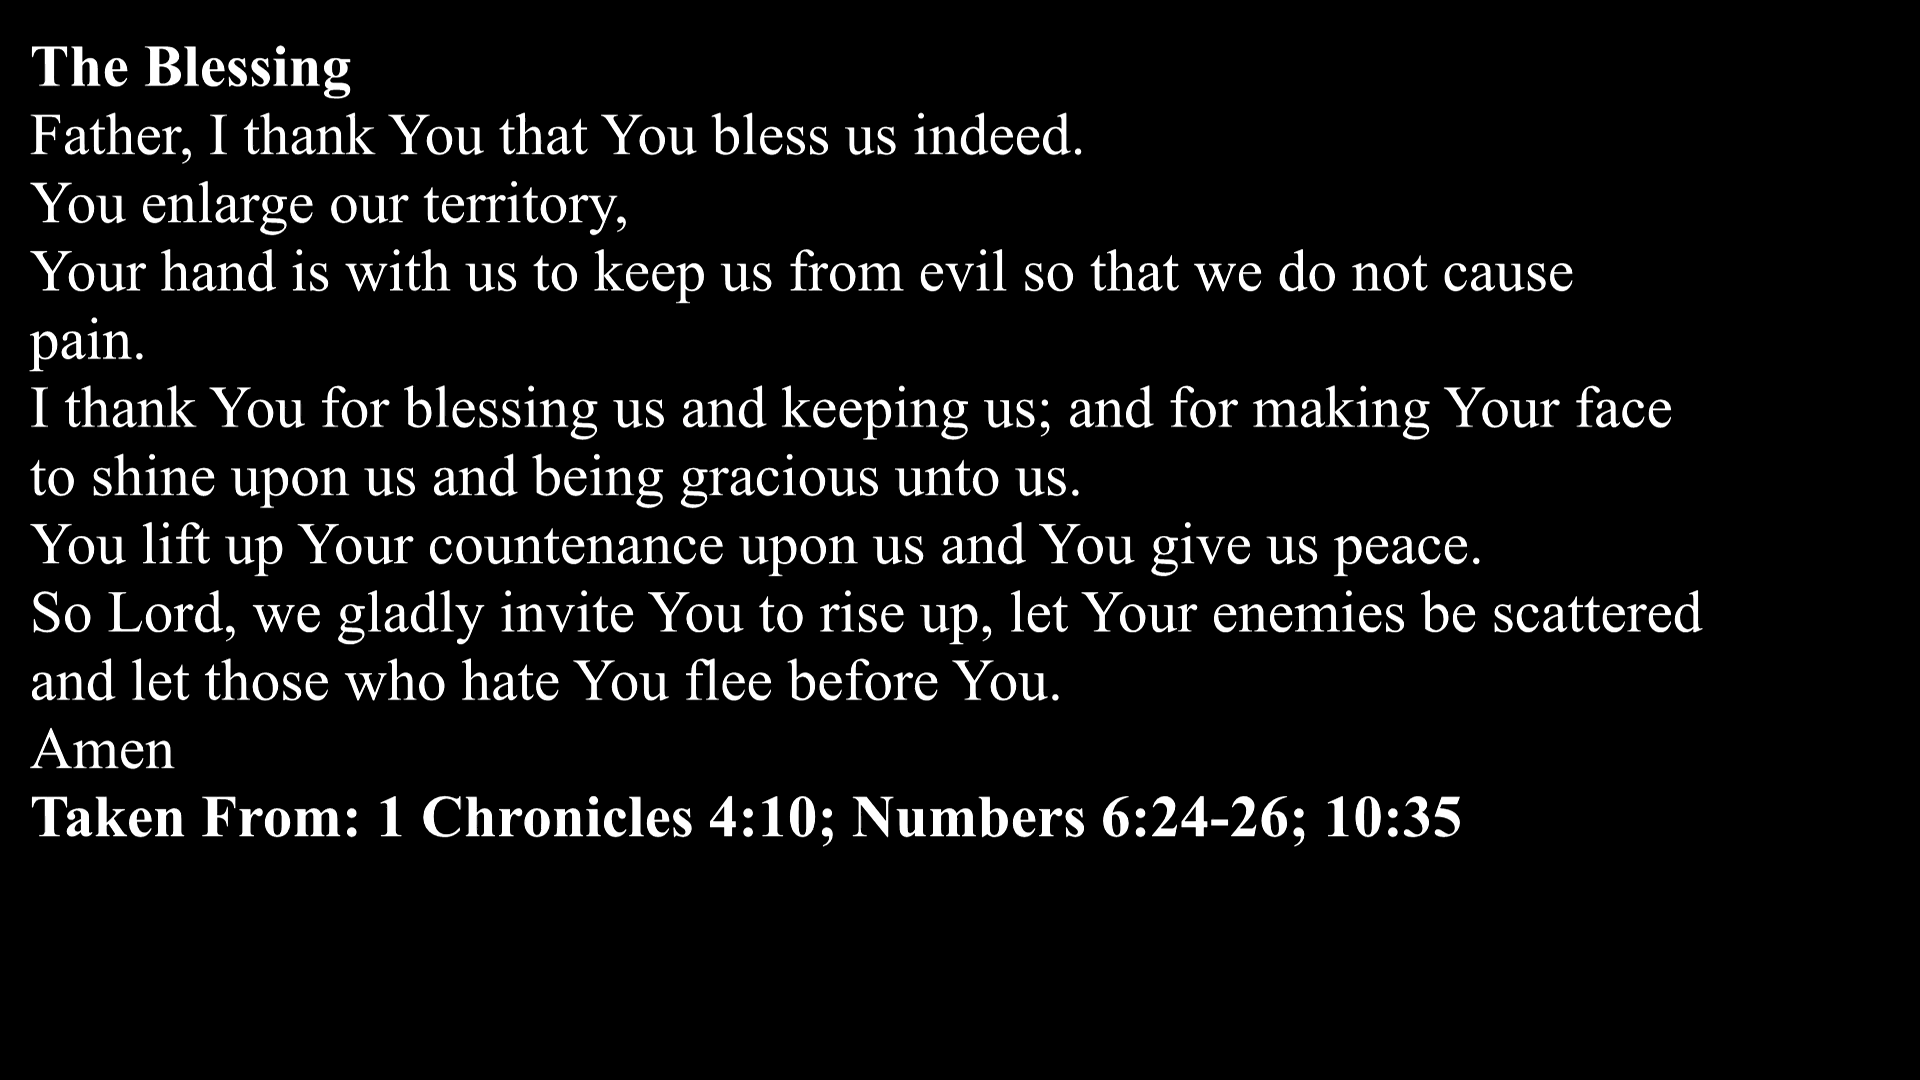 The Blessing
Father, I thank You that You bless us indeed.
You enlarge our territory,
Your hand is with us to keep us from evil so that we do not cause
pain.
I thank You for blessing us and keeping us; and for making Your face
to shine upon us and being gracious unto us.
You lift up Your countenance upon us and You give us peace.
So Lord, we gladly invite You to rise up, let Your enemies be scattered
and let those who hate You flee before You.
Amen
Taken From: 1 Chronicles 4:10; Numbers 6:24-26; 10:35